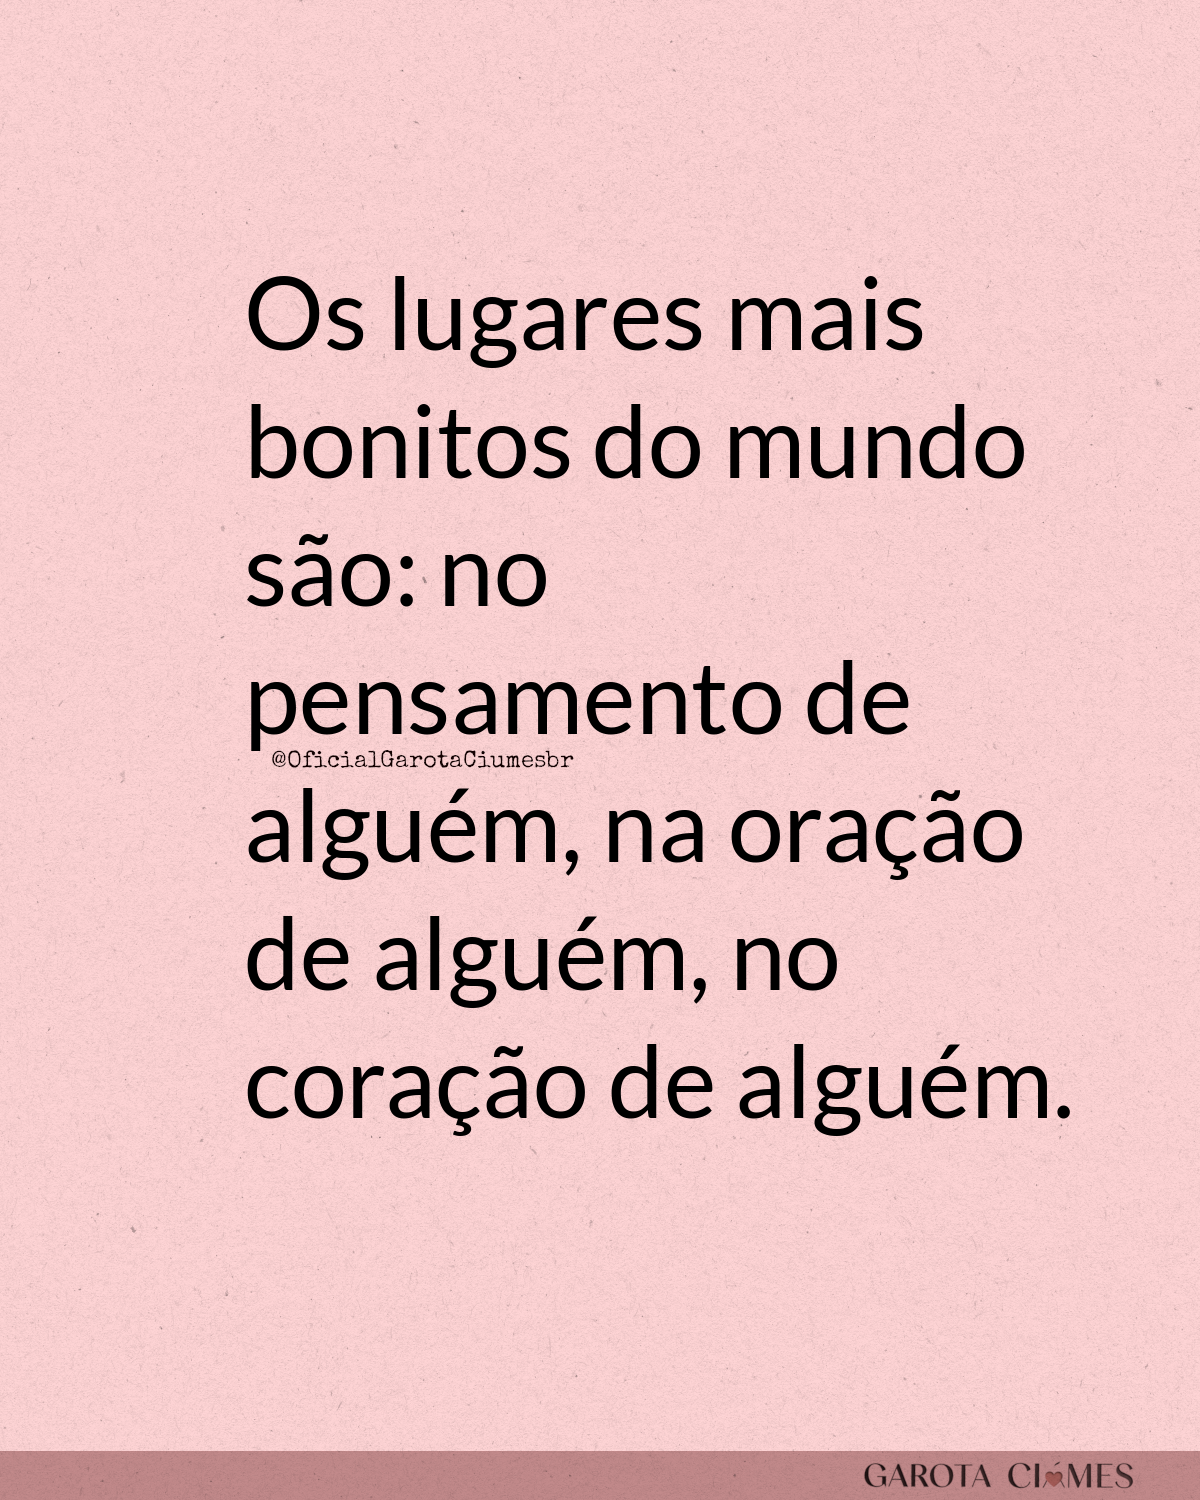 Os lugares mais
bonitos do mundo
são: no
pensamento de
@OficialGarotaCiumesbr
alguém, na oração
de alguém, no
coração de alguém.
GAROTA CIÚMES